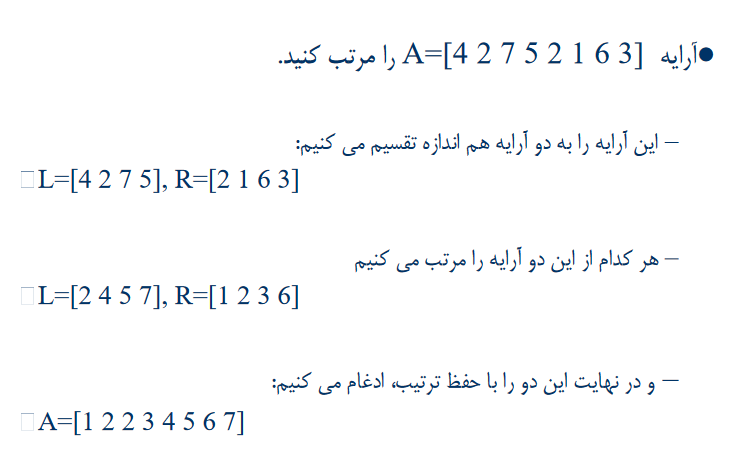 ●آرایه A=[4 2 7 5 2 1 6 3] را مرتب کنید.
– این آرایه را به دو آرایه هم اندازه تقسیم می کنیم:
L=[4 2 7 5], R=[2 1 6 3]
– هر کدام از این دو آرایه را مرتب می کنیم
L=[2 4 5 7], R=[1 2 3 6]
– و در نهایت این دو را با حفظ ترتیب، ادغام می کنیم:
A=[1 2 2 3 4 5 6 7]